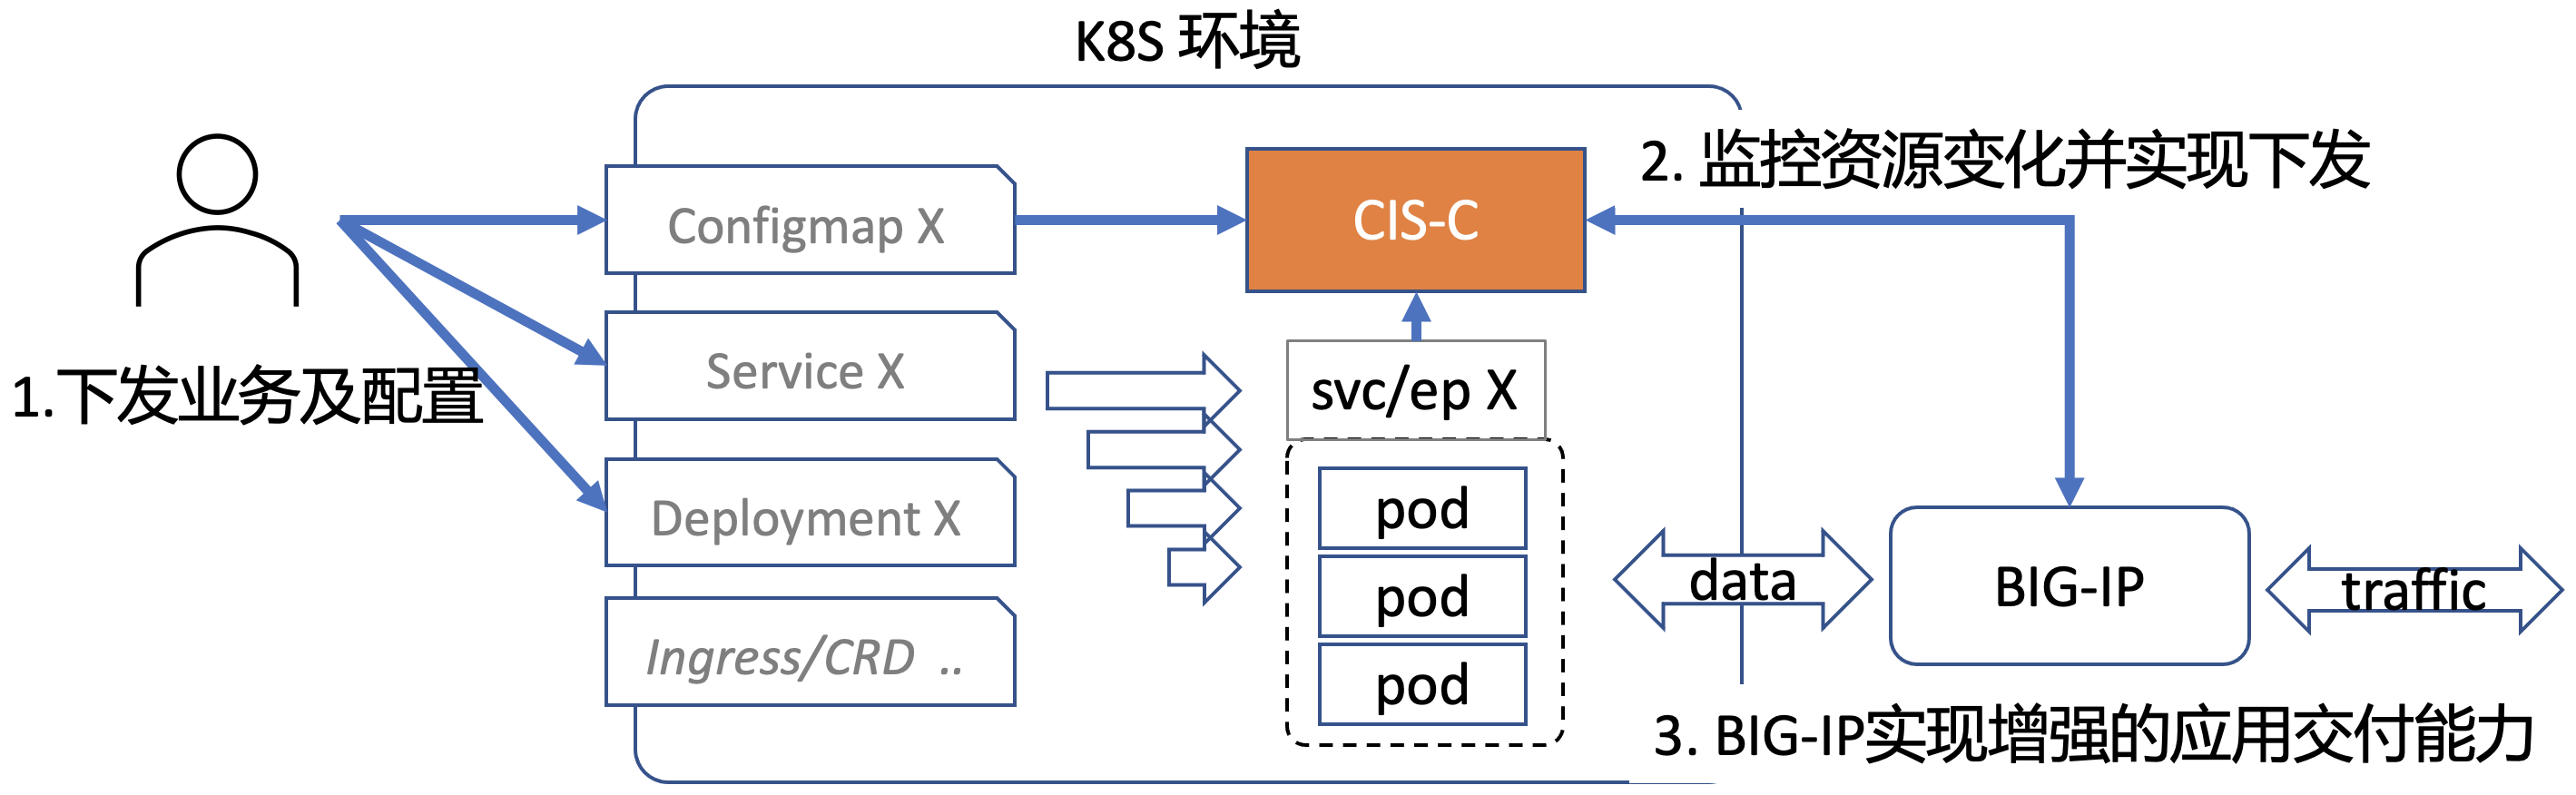 K8S 环境
2. 监控资源变化并实现下发
Configmap X
CIS-C
Service X
1.下发业务及配置
svc/ep X
Deployment X
pod
pod
pod
data
BIG-IP
traffic
Ingress/CRD ..
3. BIG-IP实现增强的应用交付能力